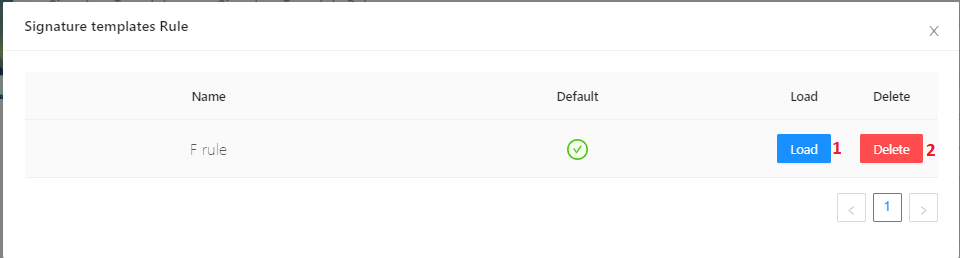 Signature templates Rule
X
Name Default Load Delete
F rule Load 1 Delete 2
< 1 >